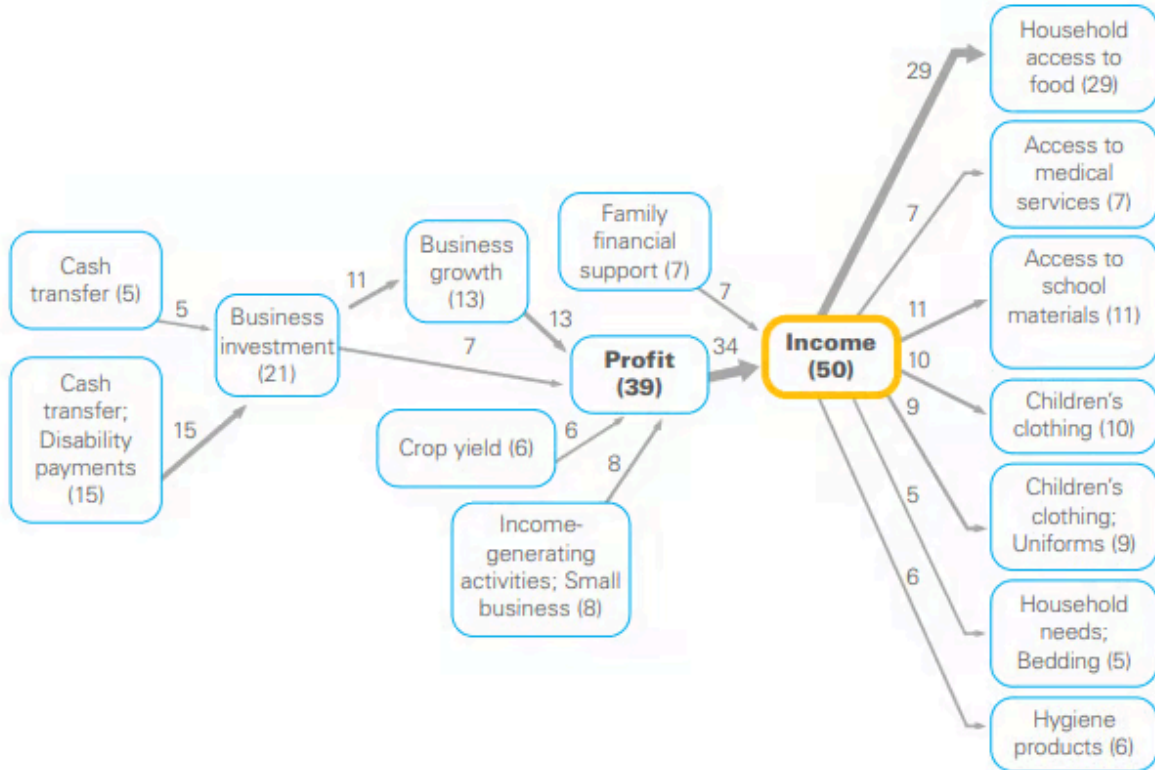 Household
access to
food (29)
29
Access to
medical
services (7)
7
Family
financial
support (7)
7
Business
growth
(13)
Cash
transfer (5)
5
11
Access to
school
materials (11)
11
Business
investment
(21)
13
7
Profit
(39)
34
Income
(50)
10
Cash
transfer;
Disability
payments
(15)
15
Children's
clothing (10)
9
Crop yield (6)
6
8
Children's
clothing;
Uniforms (9)
5
Income-
generating
activities; Small
business (8)
6
Household
needs;
Bedding (5)
Hygiene
products (6)